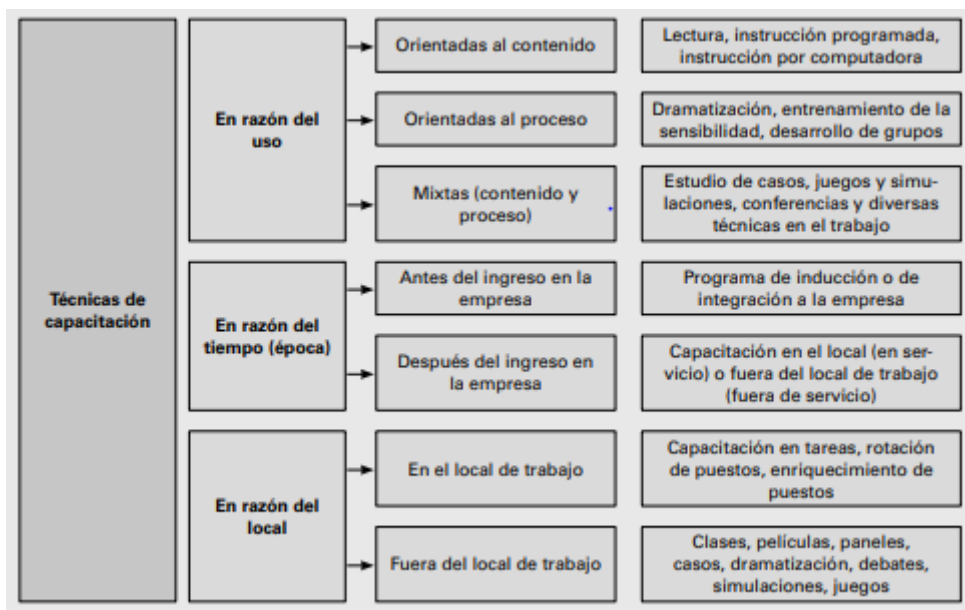 Técnicas de
capacitación
En razón del
uso
Orientadas al contenido
Lectura, instrucción programada,
instrucción por computadora
Orientadas al proceso
Dramatización, entrenamiento de la
sensibilidad, desarrollo de grupos
Mixtas (contenido y
proceso)
Estudio de casos, juegos y simu-
laciones, conferencias y diversas
técnicas en el trabajo
En razón del
tiempo (época)
Antes del ingreso en la
empresa
Programa de inducción o de
integración a la empresa
Después del ingreso en
la empresa
Capacitación en el local (en ser-
vicio) o fuera del local de trabajo
(fuera de servicio)
En razón del
local
En el local de trabajo
Capacitación en tareas, rotación
de puestos, enriquecimiento de
puestos
Fuera del local de trabajo
Clases, películas, paneles,
casos, dramatización, debates,
simulaciones, juegos